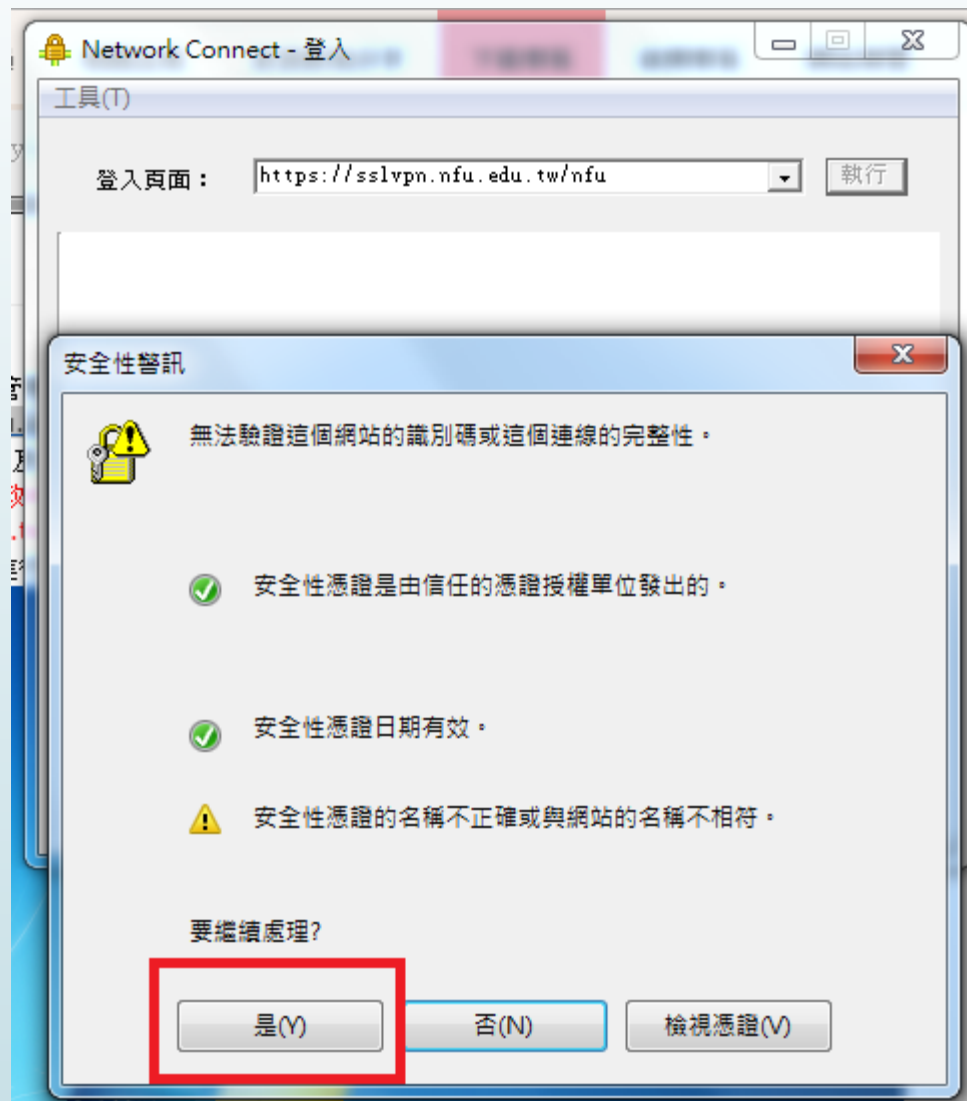 Network Connect - 登入
工具(T)
登入頁面：
https://sslvpn.nfu.edu.tw/nfu
執行
安全性警訊
無法驗證這個網站的識別碼或這個連線的完整性。
安全性憑證是由信任的憑證授權單位發出的。
安全性憑證日期有效。
安全性憑證的名稱不正確或與網站的名稱不相符。
要繼續處理?
是(Y)
否(N)
檢視憑證(V)